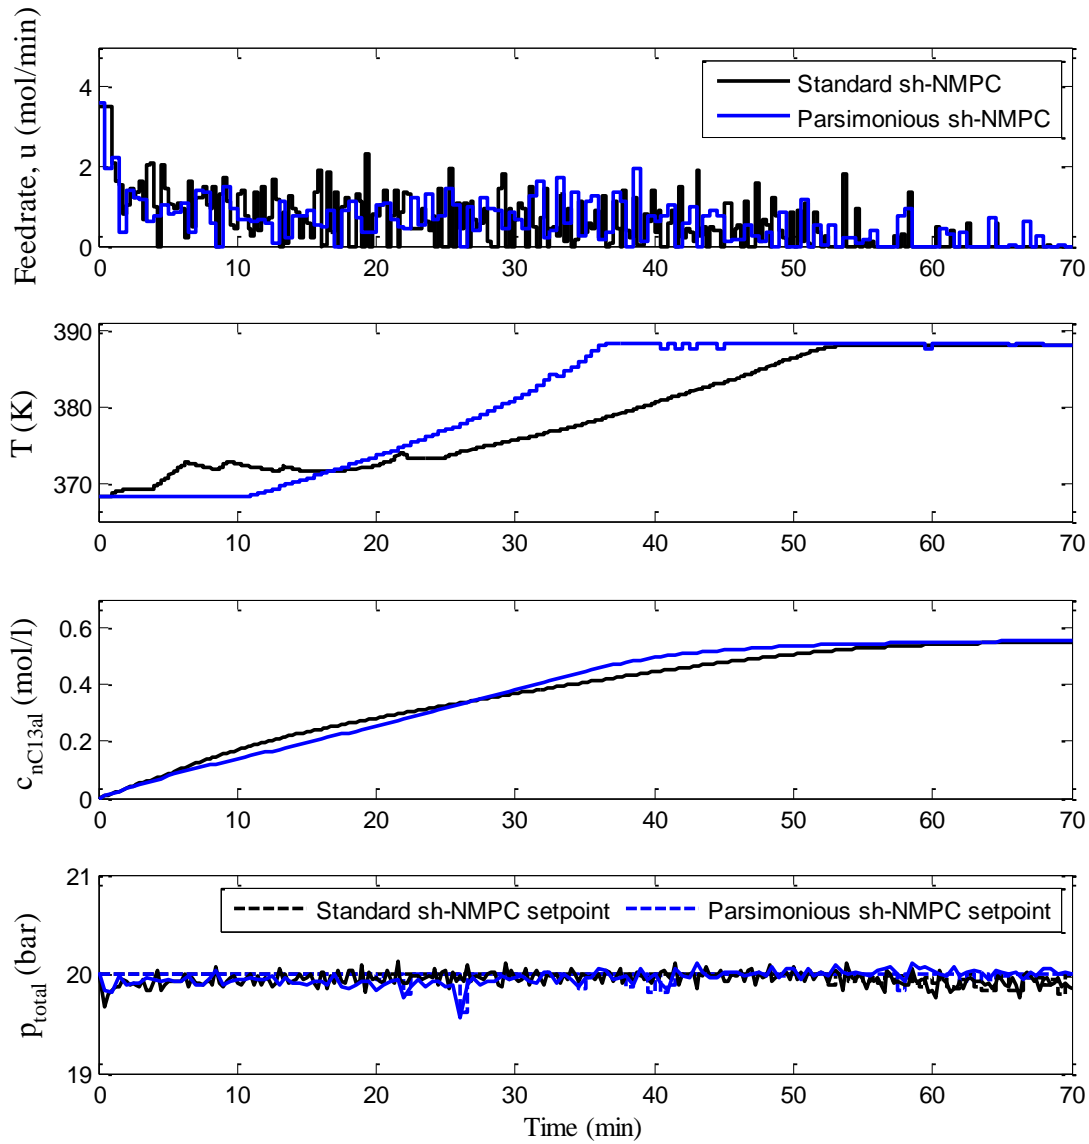 Feedrate, u (mol/min)
4
2
0
Standard sh-NMPC
Parsimonious sh-NMPC
0 10 20 30 40 50 60 70
T (K)
390
380
370
0 10 20 30 40 50 60 70
c_nC13al (mol/l)
0.6
0.4
0.2
0
0 10 20 30 40 50 60 70
p_total (bar)
21
20
19
Standard sh-NMPC setpoint Parsimonious sh-NMPC setpoint
0 10 20 30 40 50 60 70
Time (min)